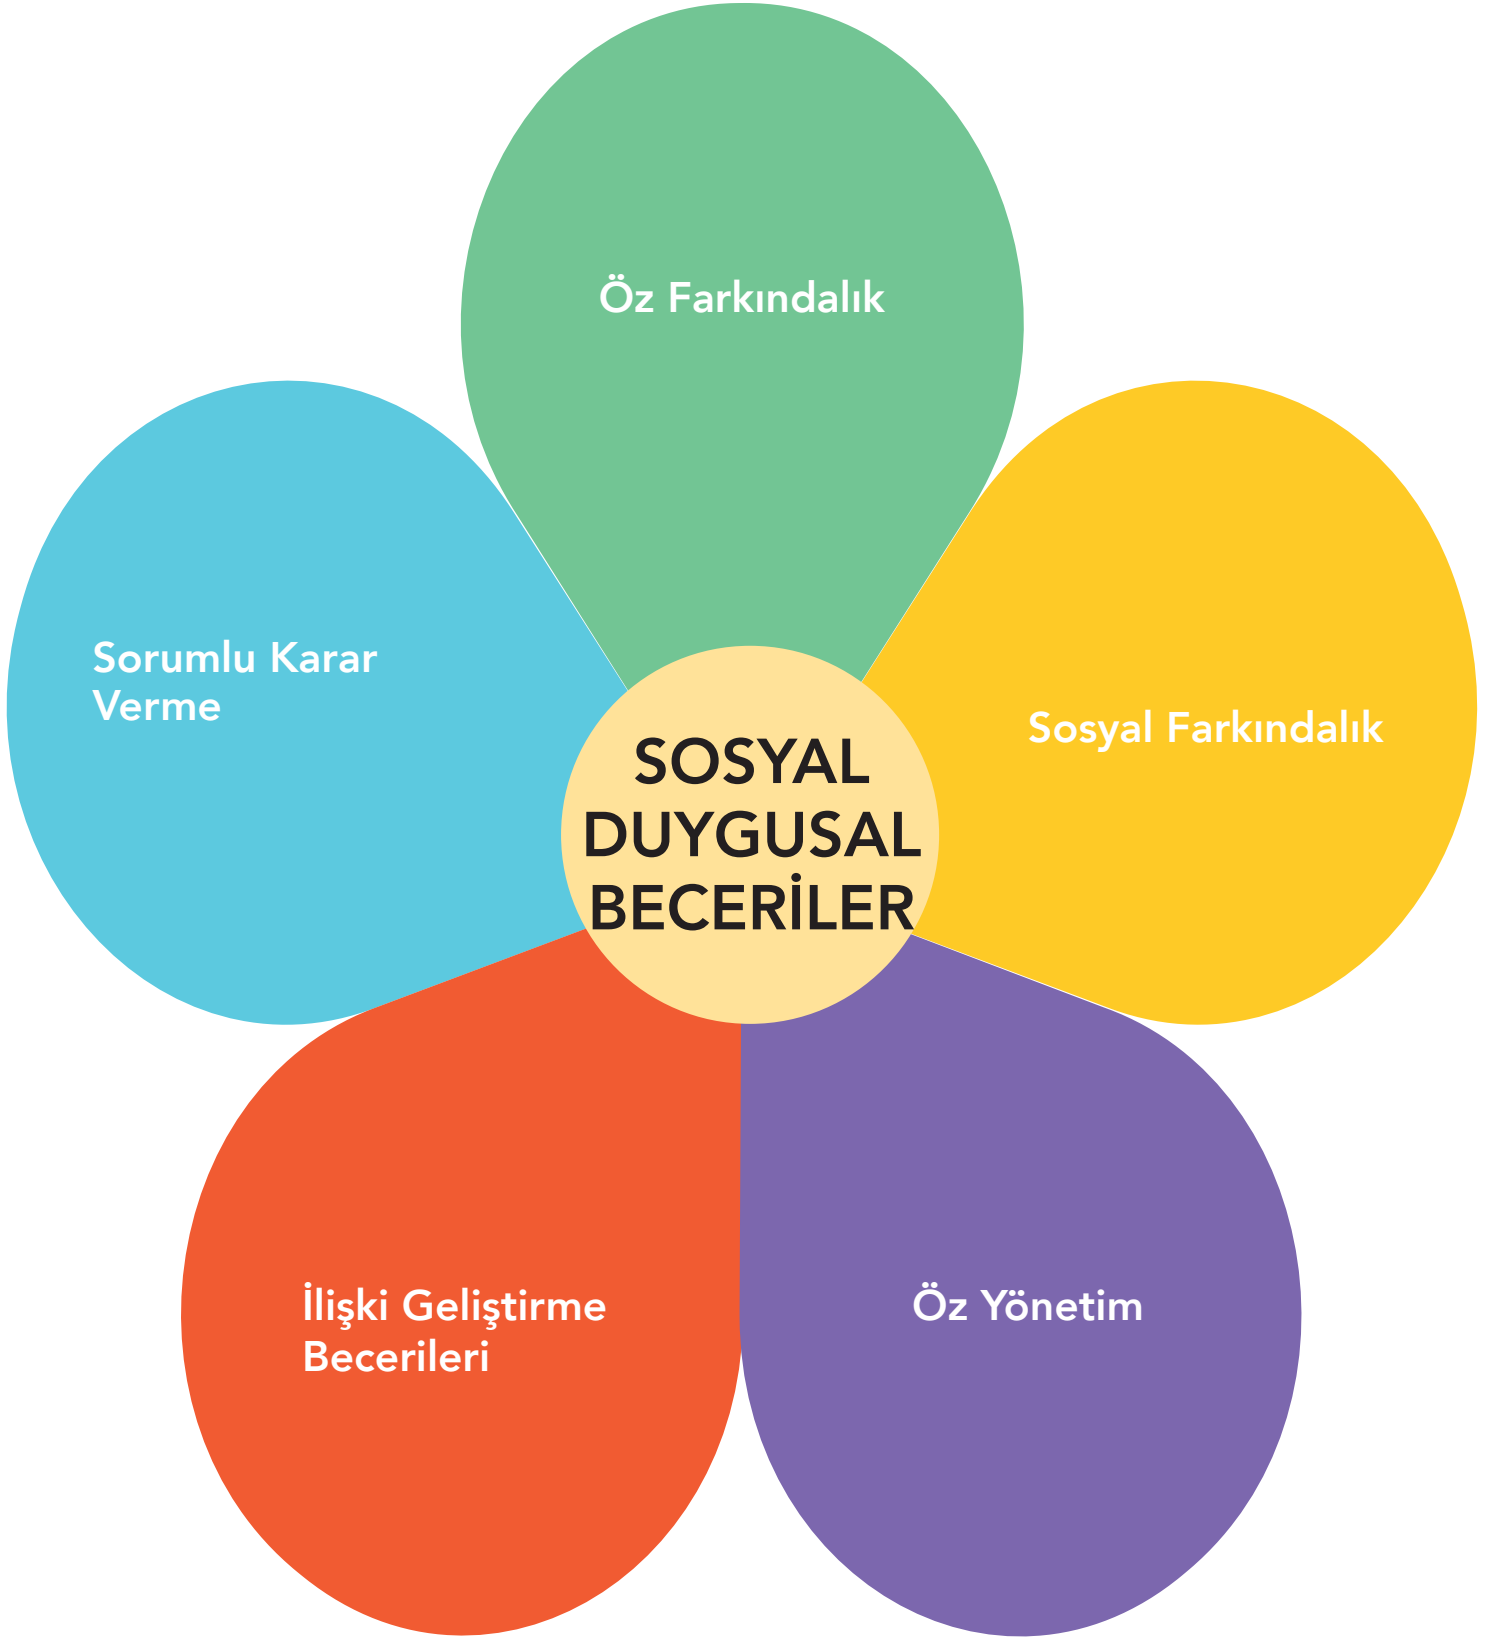 Öz Farkındalık
Sorumlu Karar
Verme
Sosyal Farkındalık
SOSYAL
DUYGUSAL
BECERİLER
İlişki Geliştirme
Becerileri
Öz Yönetim